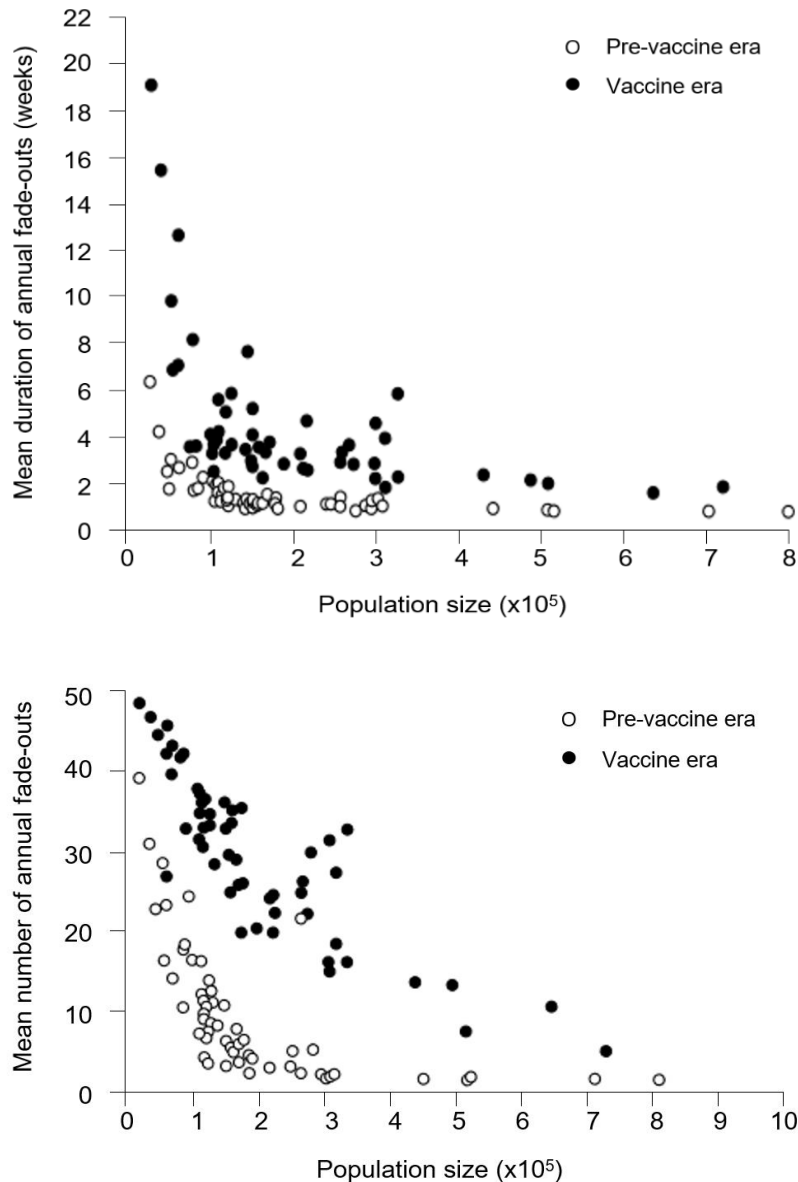 Mean duration of annual fade-outs (weeks)
22
20
18
16
14
12
10
8
6
4
2
0
Pre-vaccine era
Vaccine era
0 1 2 3 4 5 6 7 8
Population size (x10⁵)
Mean number of annual fade-outs
50
40
30
20
10
0
Pre-vaccine era
Vaccine era
0 1 2 3 4 5 6 7 8 9 10
Population size (x10⁵)